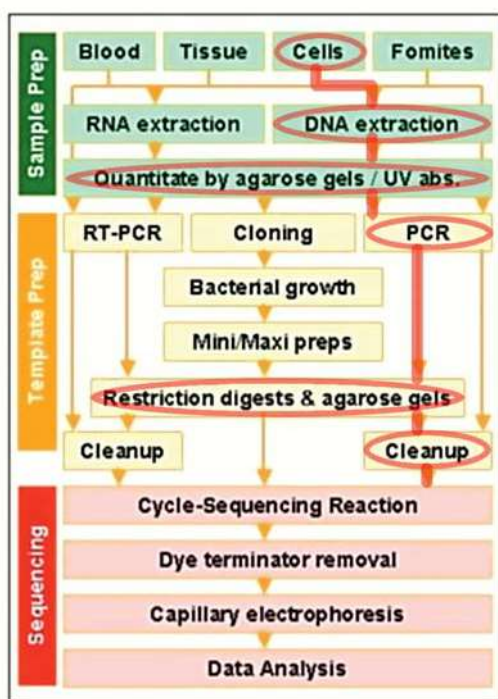 Sample Prep
Blood
Tissue
Cells
Fomites
RNA extraction
DNA extraction
Quantitate by agarose gels / UV abs.
Template Prep
RT-PCR
Cloning
PCR
Bacterial growth
Mini/Maxi preps
Restriction digests & agarose gels
Cleanup
Cleanup
Sequencing
Cycle-Sequencing Reaction
Dye terminator removal
Capillary electrophoresis
Data Analysis